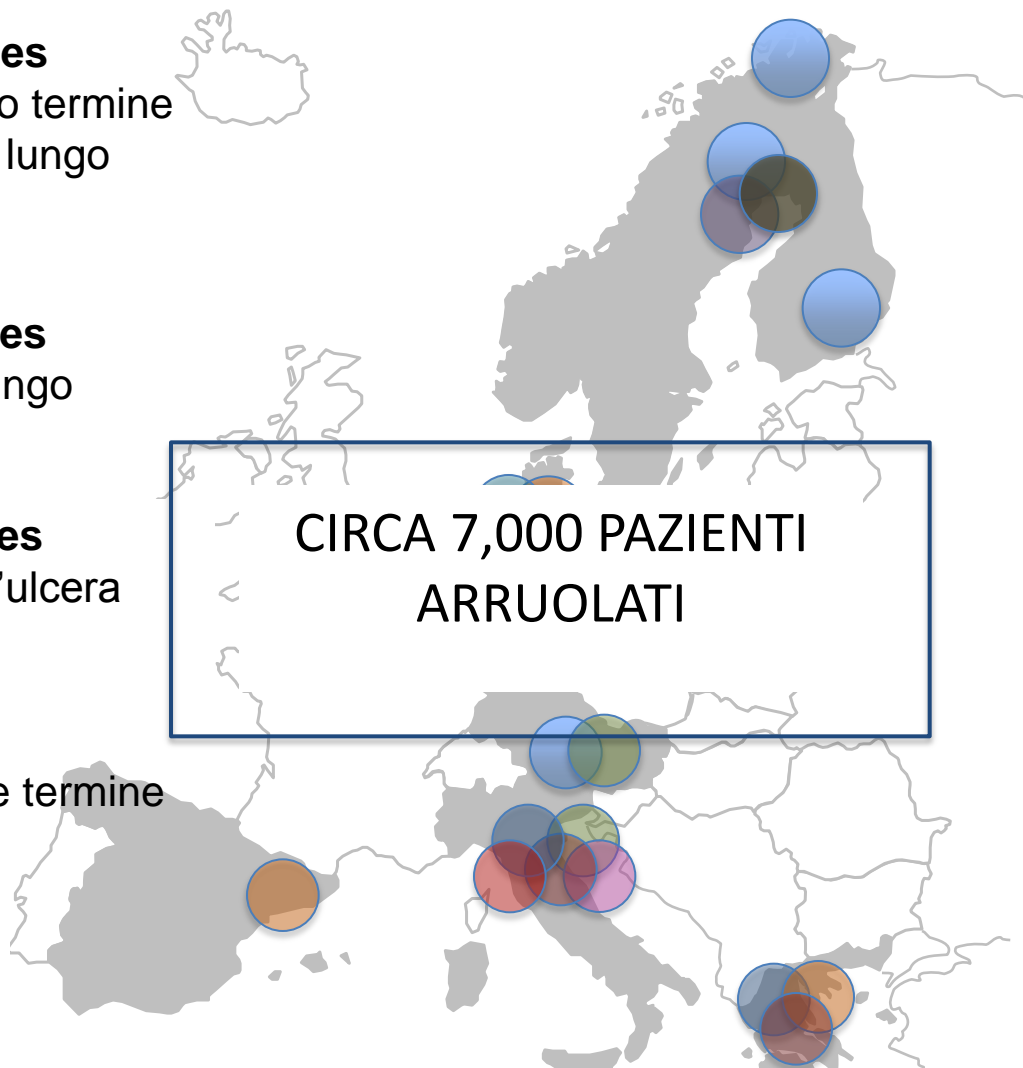 es
o termine
lungo
es
ngo
es
'ulcera
CIRCA 7,000 PAZIENTI
ARRUOLATI
e termine